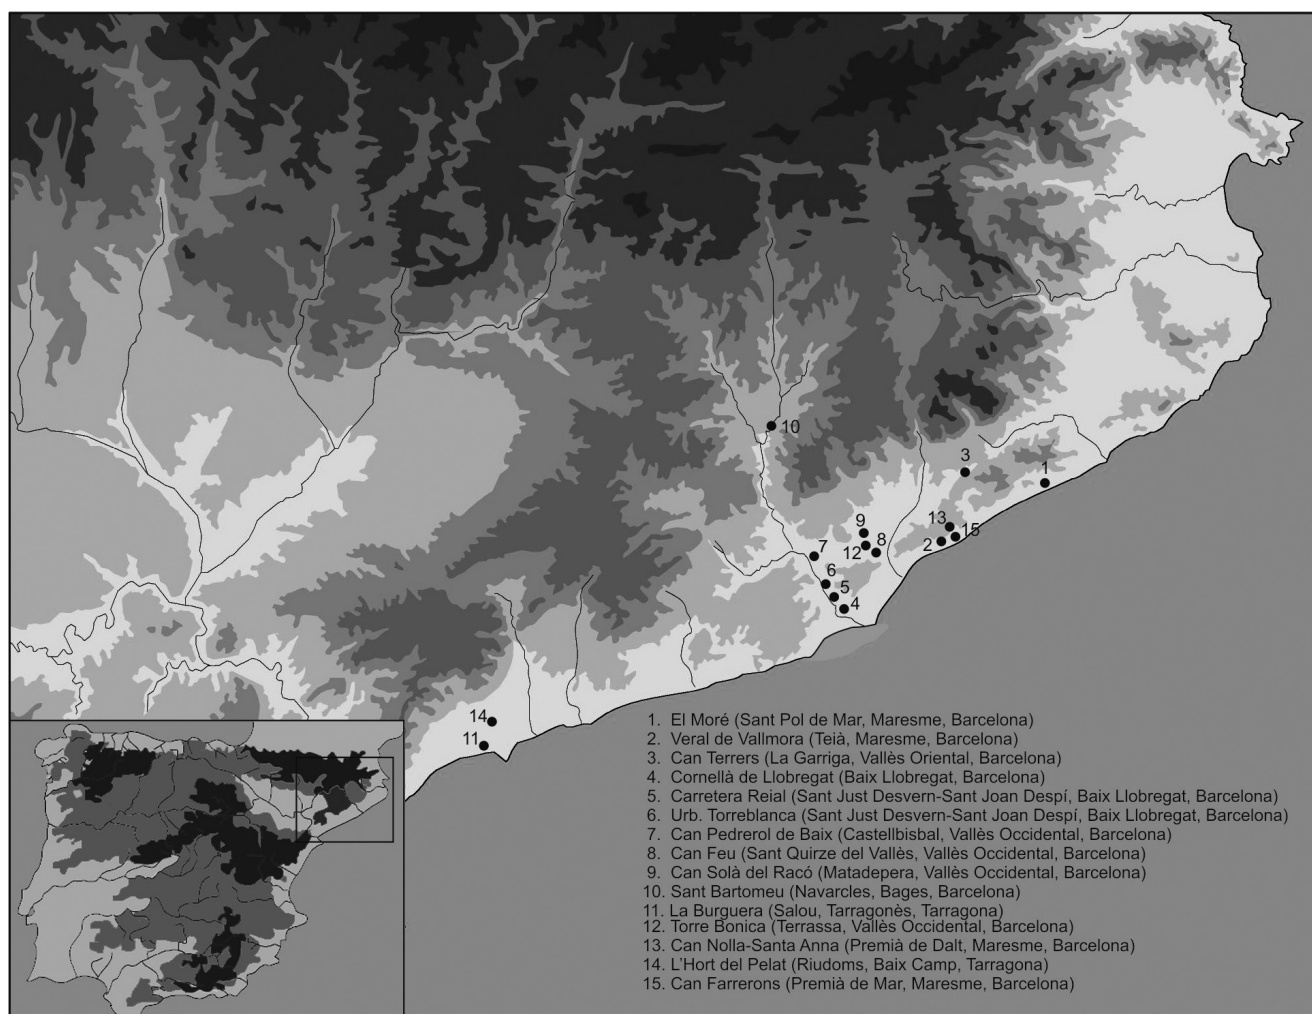 10
3
1
13
15
2
9
12
8
7
6
5
4
14
11
1. El Moré (Sant Pol de Mar, Maresme, Barcelona)
2. Veral de Vallmora (Teià, Maresme, Barcelona)
3. Can Terrers (La Garriga, Vallès Oriental, Barcelona)
4. Cornellà de Llobregat (Baix Llobregat, Barcelona)
5. Carretera Reial (Sant Just Desvern-Sant Joan Despí, Baix Llobregat, Barcelona)
6. Urb. Torreblanca (Sant Just Desvern-Sant Joan Despí, Baix Llobregat, Barcelona)
7. Can Pedrerol de Baix (Castellbisbal, Vallès Occidental, Barcelona)
8. Can Feu (Sant Quirze del Vallès, Vallès Occidental, Barcelona)
9. Can Solà del Racó (Matadepera, Vallès Occidental, Barcelona)
10. Sant Bartomeu (Navarcles, Bages, Barcelona)
11. La Burguera (Salou, Tarragonès, Tarragona)
12. Torre Bonica (Terrassa, Vallès Occidental, Barcelona)
13. Can Nolla-Santa Anna (Premià de Dalt, Maresme, Barcelona)
14. L'Hort del Pelat (Riudoms, Baix Camp, Tarragona)
15. Can Farrerons (Premià de Mar, Maresme, Barcelona)